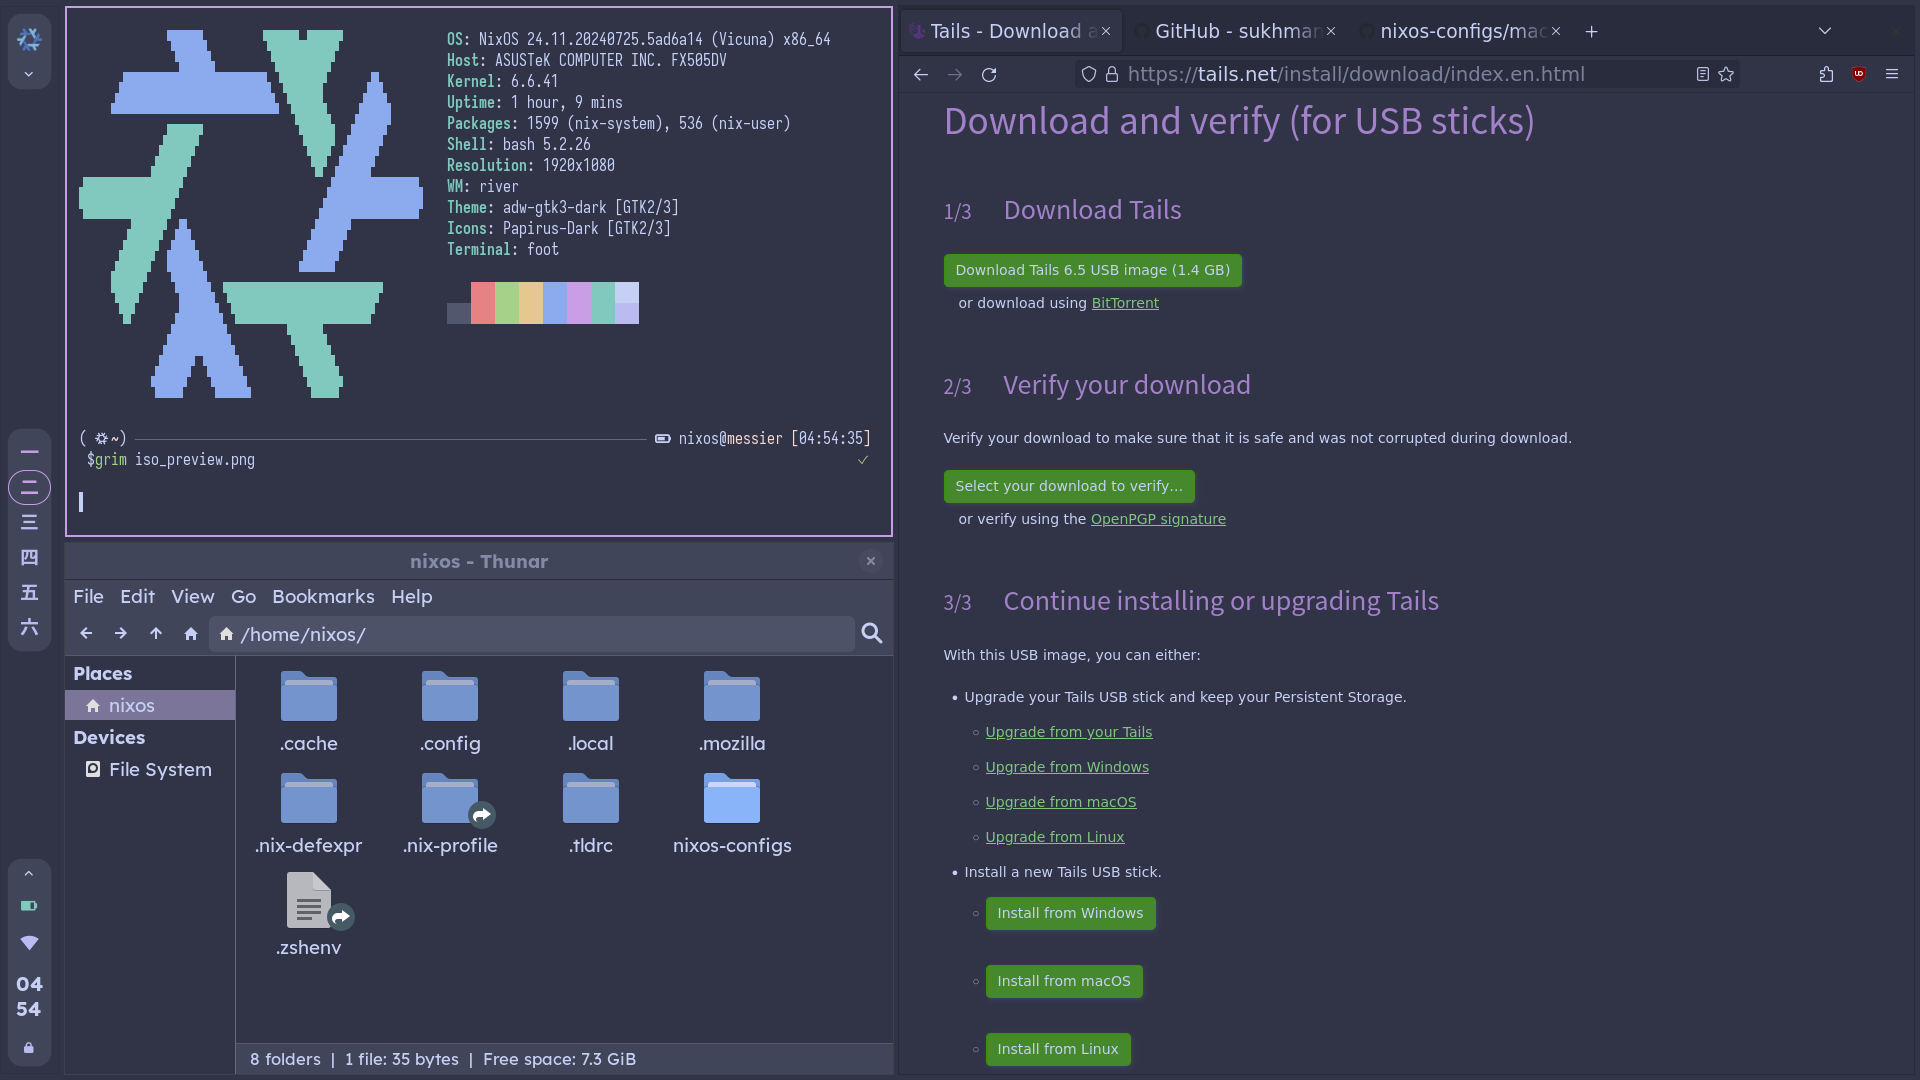 OS: NixOS 24.11.20240725.5ad6a14 (Vicuna) x86_64
Host: ASUSTeK COMPUTER INC. FX505DV
Kernel: 6.6.41
Uptime: 1 hour, 9 mins
Packages: 1599 (nix-system), 536 (nix-user)
Shell: bash 5.2.26
Resolution: 1920x1080
WM: river
Theme: adw-gtk3-dark [GTK2/3]
Icons: Papirus-Dark [GTK2/3]
Terminal: foot
( ~) nixos@messier [04:54:35]
$grim iso_preview.png ✓
一
二
三
四
五
六
04
54
nixos - Thunar
File Edit View Go Bookmarks Help
/home/nixos/
Places
nixos
Devices
File System
.cache .config .local .mozilla
.nix-defexpr .nix-profile .tldrc nixos-configs
.zshenv
8 folders | 1 file: 35 bytes | Free space: 7.3 GiB
Tails - Download a GitHub - sukhman nixos-configs/mac
https://tails.net/install/download/index.en.html
Download and verify (for USB sticks)
1/3 Download Tails
Download Tails 6.5 USB image (1.4 GB)
or download using BitTorrent
2/3 Verify your download
Verify your download to make sure that it is safe and was not corrupted during download.
Select your download to verify…
or verify using the OpenPGP signature
3/3 Continue installing or upgrading Tails
With this USB image, you can either:
• Upgrade your Tails USB stick and keep your Persistent Storage.
◦ Upgrade from your Tails
◦ Upgrade from Windows
◦ Upgrade from macOS
◦ Upgrade from Linux
• Install a new Tails USB stick.
◦ Install from Windows
◦ Install from macOS
◦ Install from Linux